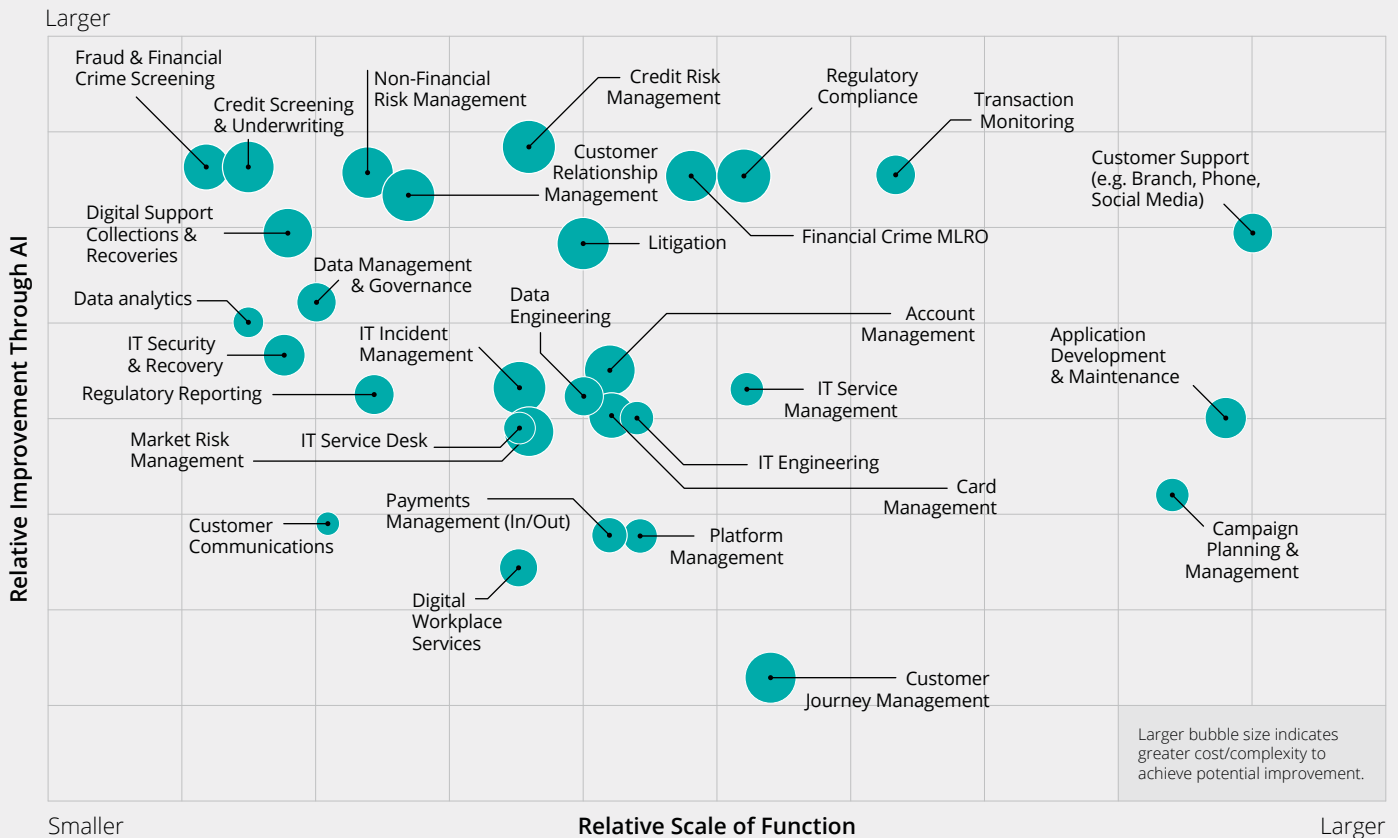 Larger
Fraud & Financial
Crime Screening
Credit Screening
& Underwriting
Non-Financial
Risk Management
Credit Risk
Management
Regulatory
Compliance
Transaction
Monitoring
Customer
Relationship
Management
Customer Support
(e.g. Branch, Phone,
Social Media)
Digital Support
Collections &
Recoveries
Litigation
Financial Crime MLRO
Data Management
& Governance
Data analytics
Data
Engineering
Account
Management
IT Incident
Management
IT Security
& Recovery
Application
Development
& Maintenance
Regulatory Reporting
IT Service
Management
Market Risk
Management
IT Service Desk
IT Engineering
Card
Management
Payments
Management (In/Out)
Customer
Communications
Platform
Management
Campaign
Planning &
Management
Digital
Workplace
Services
Customer
Journey Management
Larger bubble size indicates
greater cost/complexity to
achieve potential improvement.
Relative Improvement Through AI
Smaller
Relative Scale of Function
Larger